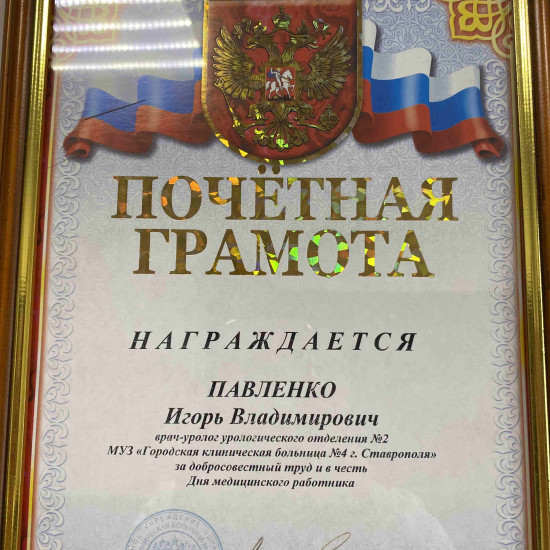 ПОЧЁТНАЯ
ГРАМОТА
НАГРАЖДАЕТСЯ
ПАВЛЕНКО
Игорь Владимирович
врач-уролог урологического отделения №2
МУЗ «Городская клиническая больница №4 г. Ставрополя»
за добросовестный труд и в честь
Дня медицинского работника